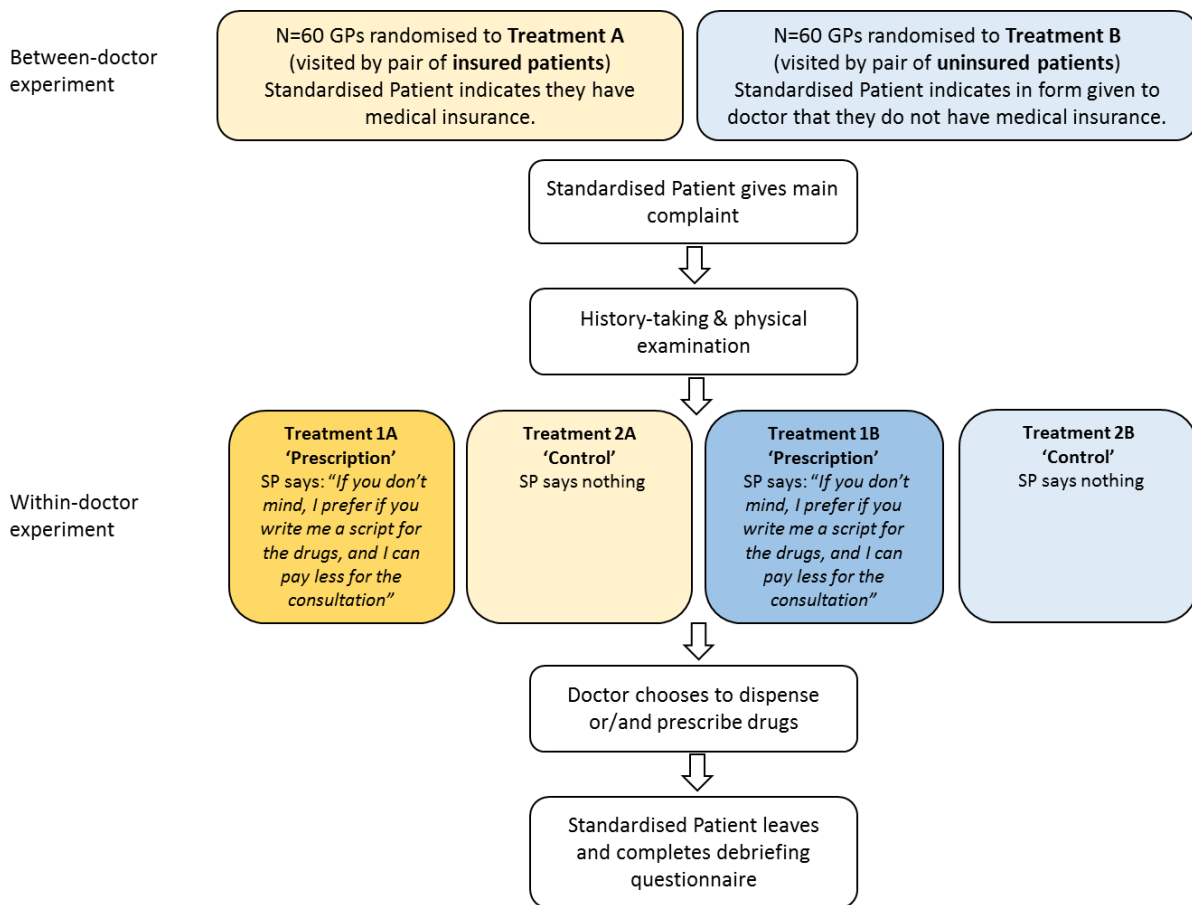 Between-doctor
experiment
N=60 GPs randomised to Treatment A
(visited by pair of insured patients)
Standardised Patient indicates they have
medical insurance.
N=60 GPs randomised to Treatment B
(visited by pair of uninsured patients)
Standardised Patient indicates in form given to
doctor that they do not have medical insurance.
Standardised Patient gives main
complaint
History-taking & physical
examination
Within-doctor
experiment
Treatment 1A
‘Prescription’
SP says: “If you don’t
mind, I prefer if you
write me a script for
the drugs, and I can
pay less for the
consultation”
Treatment 2A
‘Control’
SP says nothing
Treatment 1B
‘Prescription’
SP says: “If you don’t
mind, I prefer if you
write me a script for
the drugs, and I can
pay less for the
consultation”
Treatment 2B
‘Control’
SP says nothing
Doctor chooses to dispense
or/and prescribe drugs
Standardised Patient leaves
and completes debriefing
questionnaire